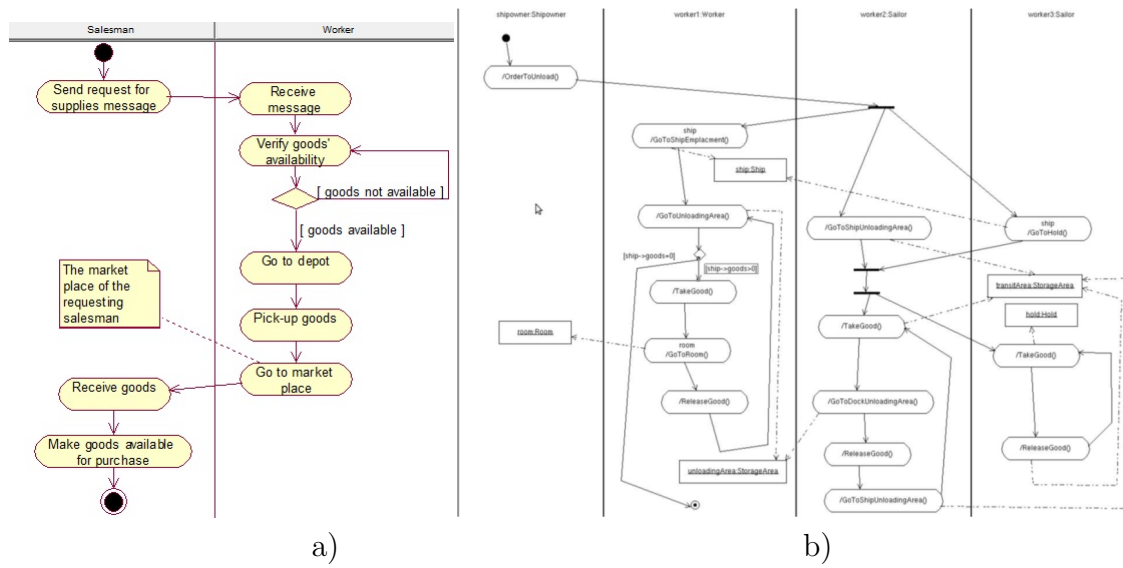 Salesman
Worker
Send request for
supplies message
Receive
message
Verify goods'
availability
[ goods not available ]
[ goods available ]
Go to depot
The market
place of the
requesting
salesman
Pick-up goods
Go to market
place
Receive goods
Make goods available
for purchase
a)
shipowner:Shipowner
worker1:Worker
worker2:Sailor
worker3:Sailor
/OrderToUnload()
ship
/GoToShipEmplacment()
ship:Ship
/GoToUnloadingArea()
/GoToShipUnloadingArea()
ship
/GoToHold()
[ship->goods=0]
[ship->goods>0]
/TakeGood()
transitArea:StorageArea
hold:Hold
room:Room
room
/GoToRoom()
/TakeGood()
/TakeGood()
/ReleaseGood()
/GoToDockUnloadingArea()
/ReleaseGood()
/ReleaseGood()
unloadingArea:StorageArea
/GoToShipUnloadingArea()
b)